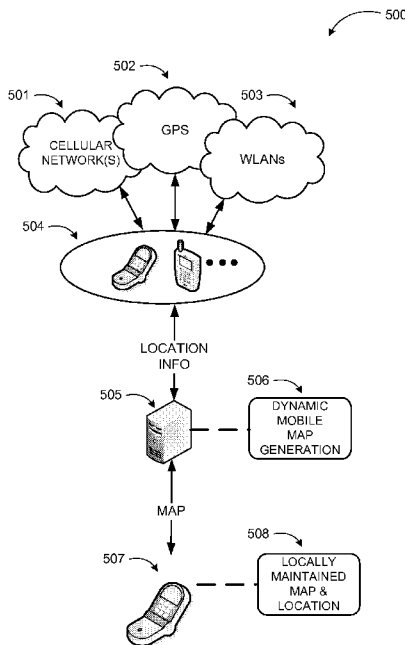 500
502
501
503
GPS
CELLULAR
NETWORK(S)
WLANs
504
LOCATION
INFO
505
506
DYNAMIC
MOBILE
MAP
GENERATION
MAP
507
508
LOCALLY
MAINTAINED
MAP &
LOCATION